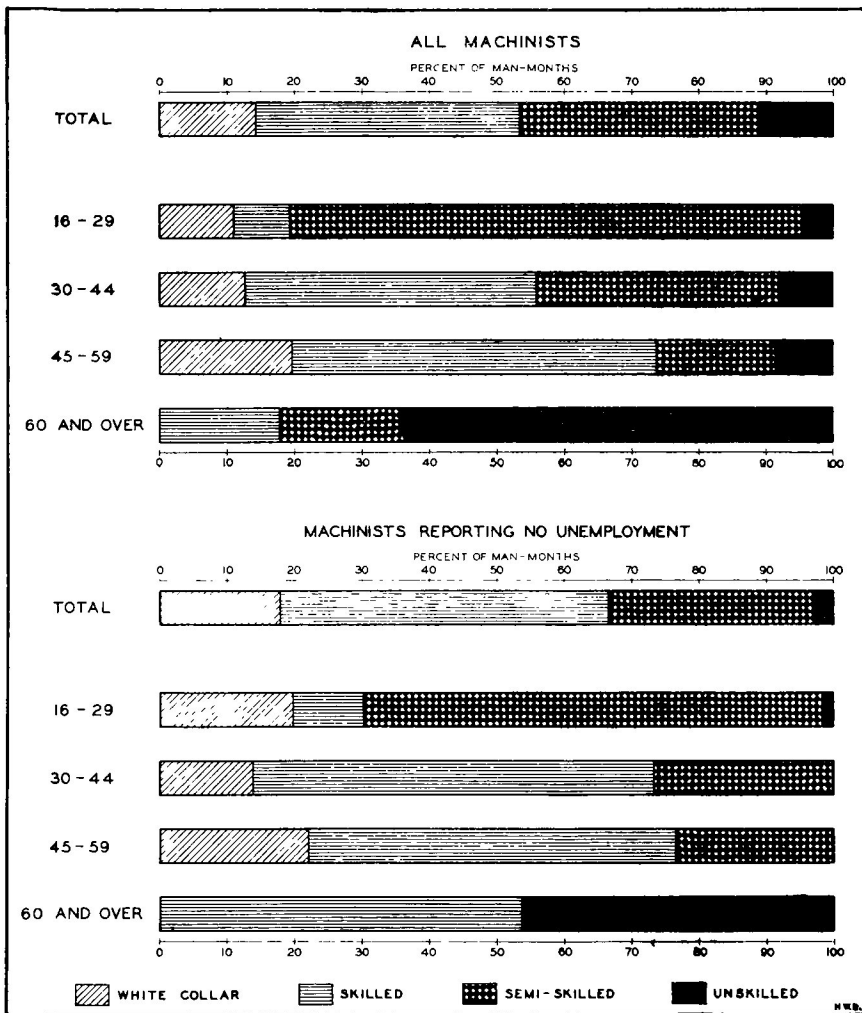 ALL MACHINISTS
PERCENT OF MAN-MONTHS
0 10 20 30 40 50 60 70 80 90 100
TOTAL
16 - 29
30 - 44
45 - 59
60 AND OVER
0 10 20 30 40 50 60 70 80 90 100
MACHINISTS REPORTING NO UNEMPLOYMENT
PERCENT OF MAN-MONTHS
0 10 20 30 40 50 60 70 80 90 100
TOTAL
16 - 29
30 - 44
45 - 59
60 AND OVER
0 10 20 30 40 50 60 70 80 90 100
WHITE COLLAR SKILLED SEMI-SKILLED UNSKILLED
H.W.B.